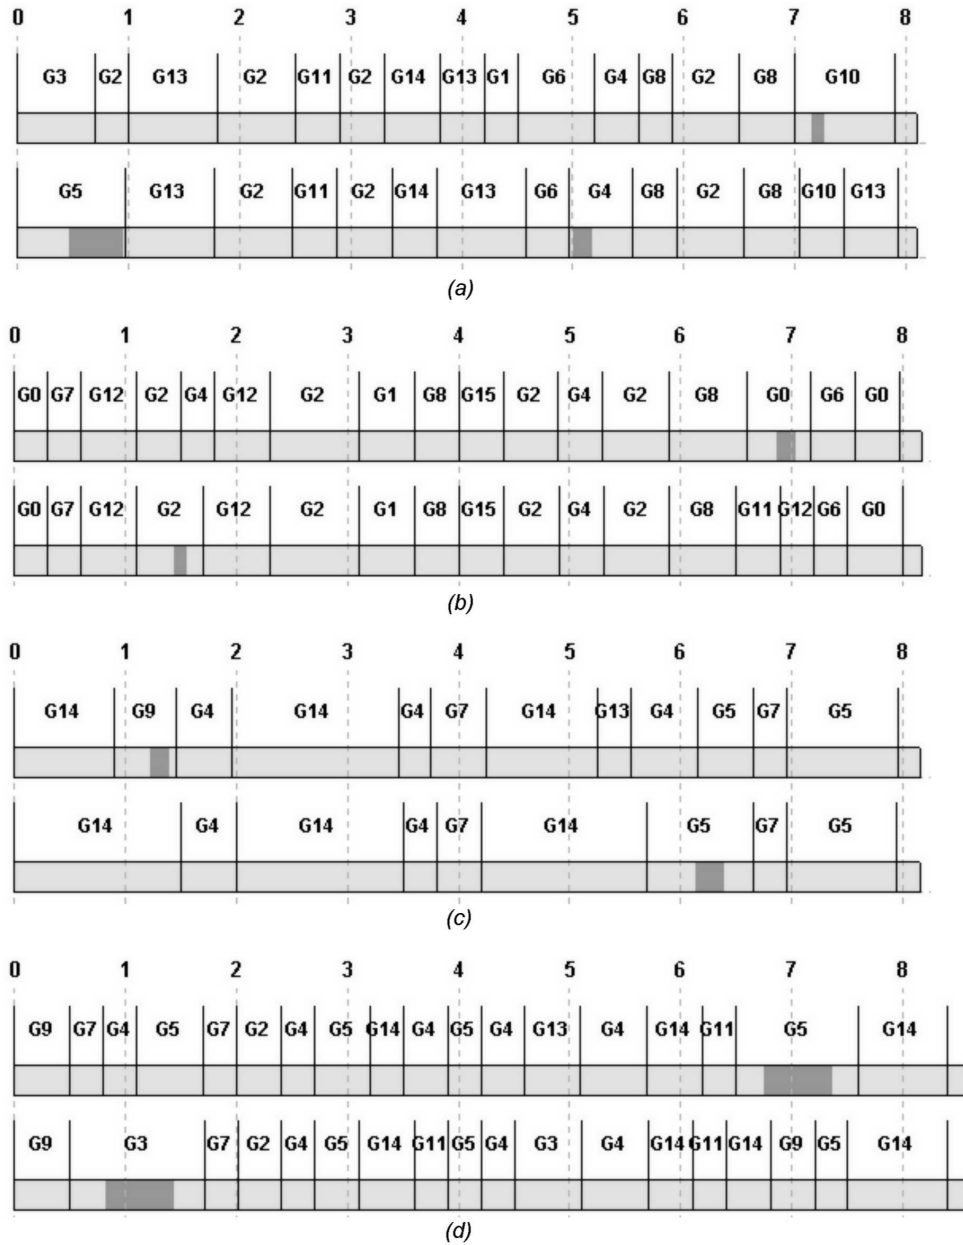 0 1 2 3 4 5 6 7 8
G3 G2 G13 G2 G11 G2 G14 G13 G1 G6 G4 G8 G2 G8 G10
G5 G13 G2 G11 G2 G14 G13 G6 G4 G8 G2 G8 G10 G13
(a)
0 1 2 3 4 5 6 7 8
G0 G7 G12 G2 G4 G12 G2 G1 G8 G15 G2 G4 G2 G8 G0 G6 G0
G0 G7 G12 G2 G12 G2 G1 G8 G15 G2 G4 G2 G8 G11 G12 G6 G0
(b)
0 1 2 3 4 5 6 7 8
G14 G9 G4 G14 G4 G7 G14 G13 G4 G5 G7 G5
G14 G4 G14 G4 G7 G14 G5 G7 G5
(c)
0 1 2 3 4 5 6 7 8
G9 G7 G4 G5 G7 G2 G4 G5 G14 G4 G5 G4 G13 G4 G14 G11 G5 G14
G9 G3 G7 G2 G4 G5 G14 G11 G5 G4 G3 G4 G14 G11 G14 G9 G5 G14
(d)